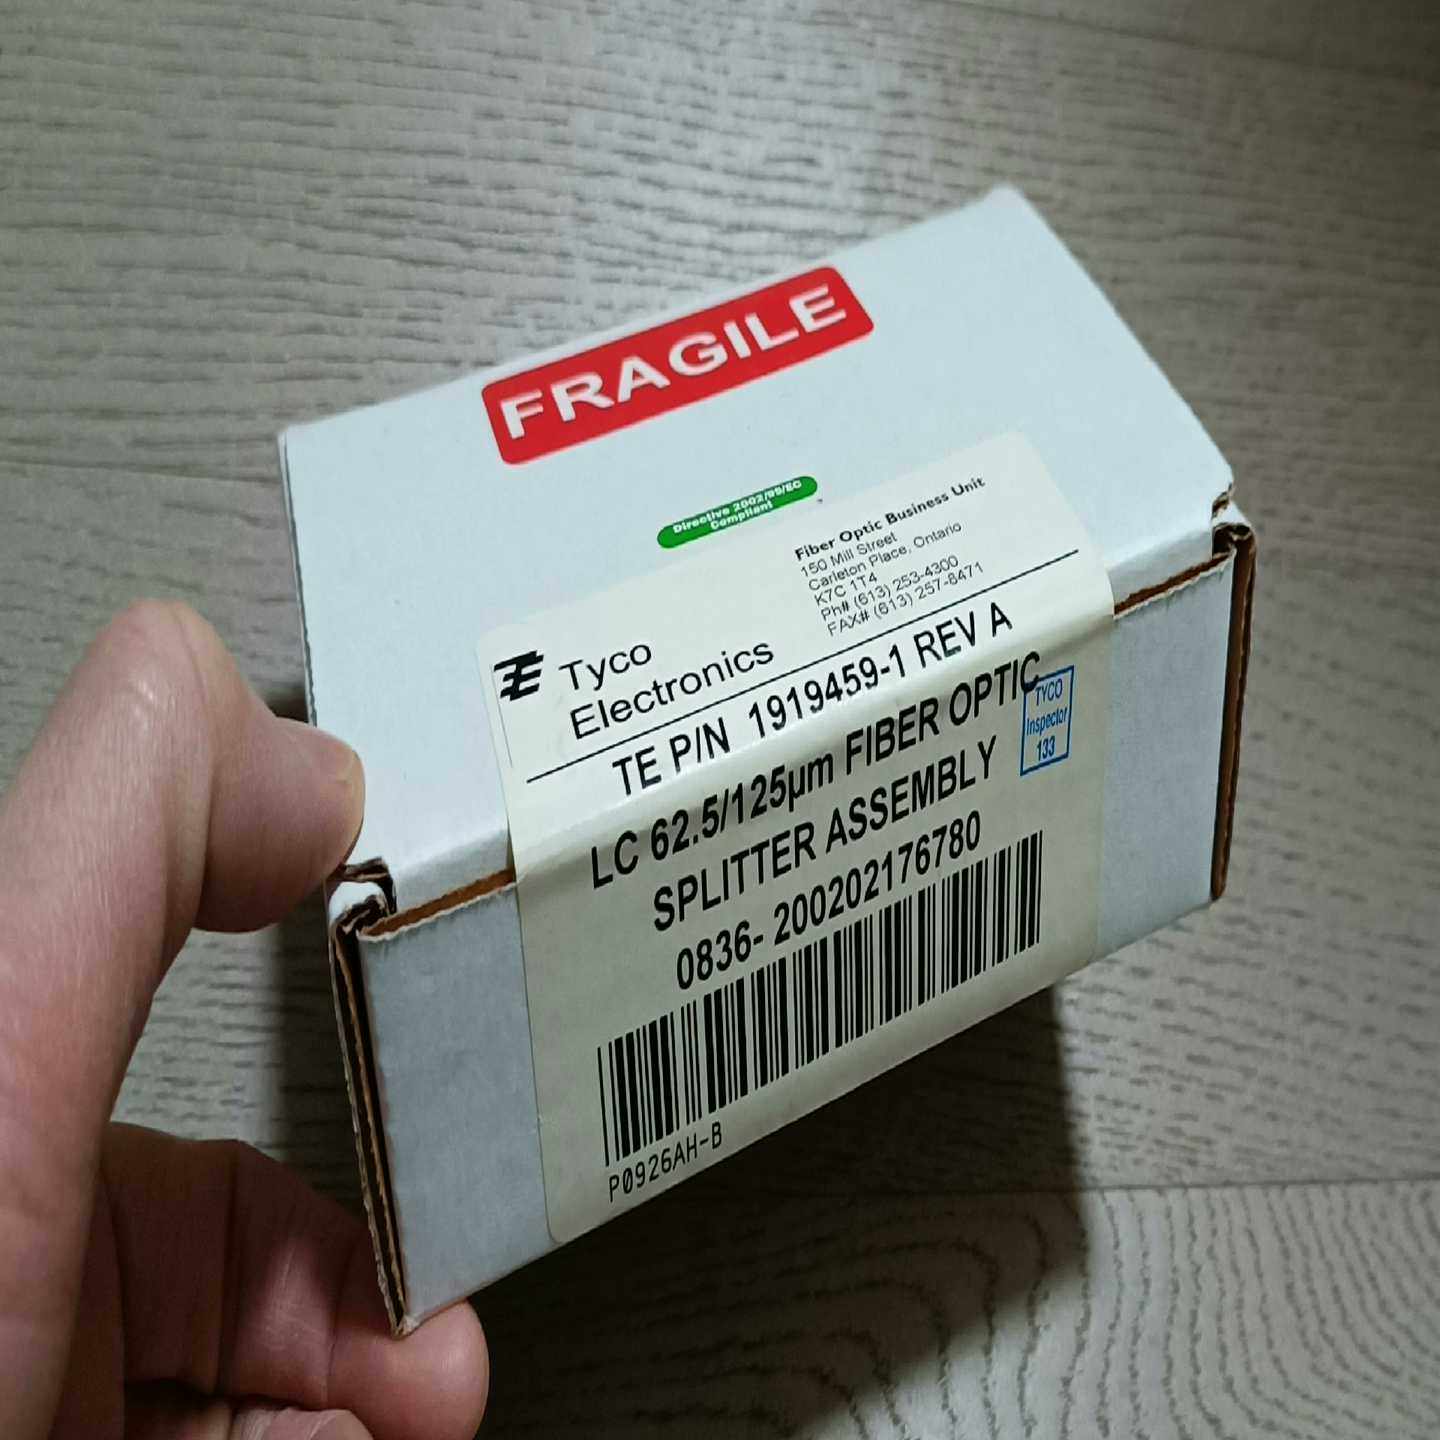 FRAGILE
Directive 2002/95/EC
Compliant
Fiber Optic Business Unit
150 Mill Street
Carleton Place, Ontario
K7C 1T4
Ph# (613) 253-4300
FAX# (613) 257-8471
Tyco
Electronics
TE P/N 1919459-1 REV A
LC 62.5/125µm FIBER OPTIC
SPLITTER ASSEMBLY
0836- 200202176780
TYCO
Inspector
133
P0926AH-B